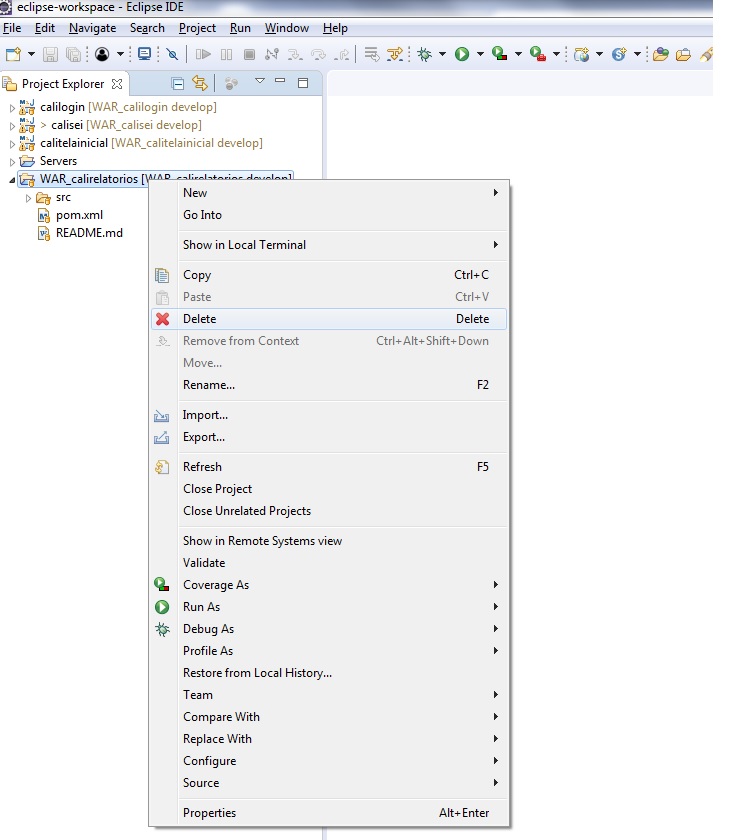 eclipse-workspace - Eclipse IDE
File Edit Navigate Search Project Run Window Help
Project Explorer
calilogin [WAR_calilogin develop]
> calisei [WAR_calisei develop]
calitelainicial [WAR_calitelainicial develop]
Servers
WAR_calirelatorios [WAR_calirelatorios develop]
src
pom.xml
README.md
New
Go Into
Show in Local Terminal
Copy Ctrl+C
Paste Ctrl+V
Delete Delete
Remove from Context Ctrl+Alt+Shift+Down
Move...
Rename... F2
Import...
Export...
Refresh F5
Close Project
Close Unrelated Projects
Show in Remote Systems view
Validate
Coverage As
Run As
Debug As
Profile As
Restore from Local History...
Team
Compare With
Replace With
Configure
Source
Properties Alt+Enter